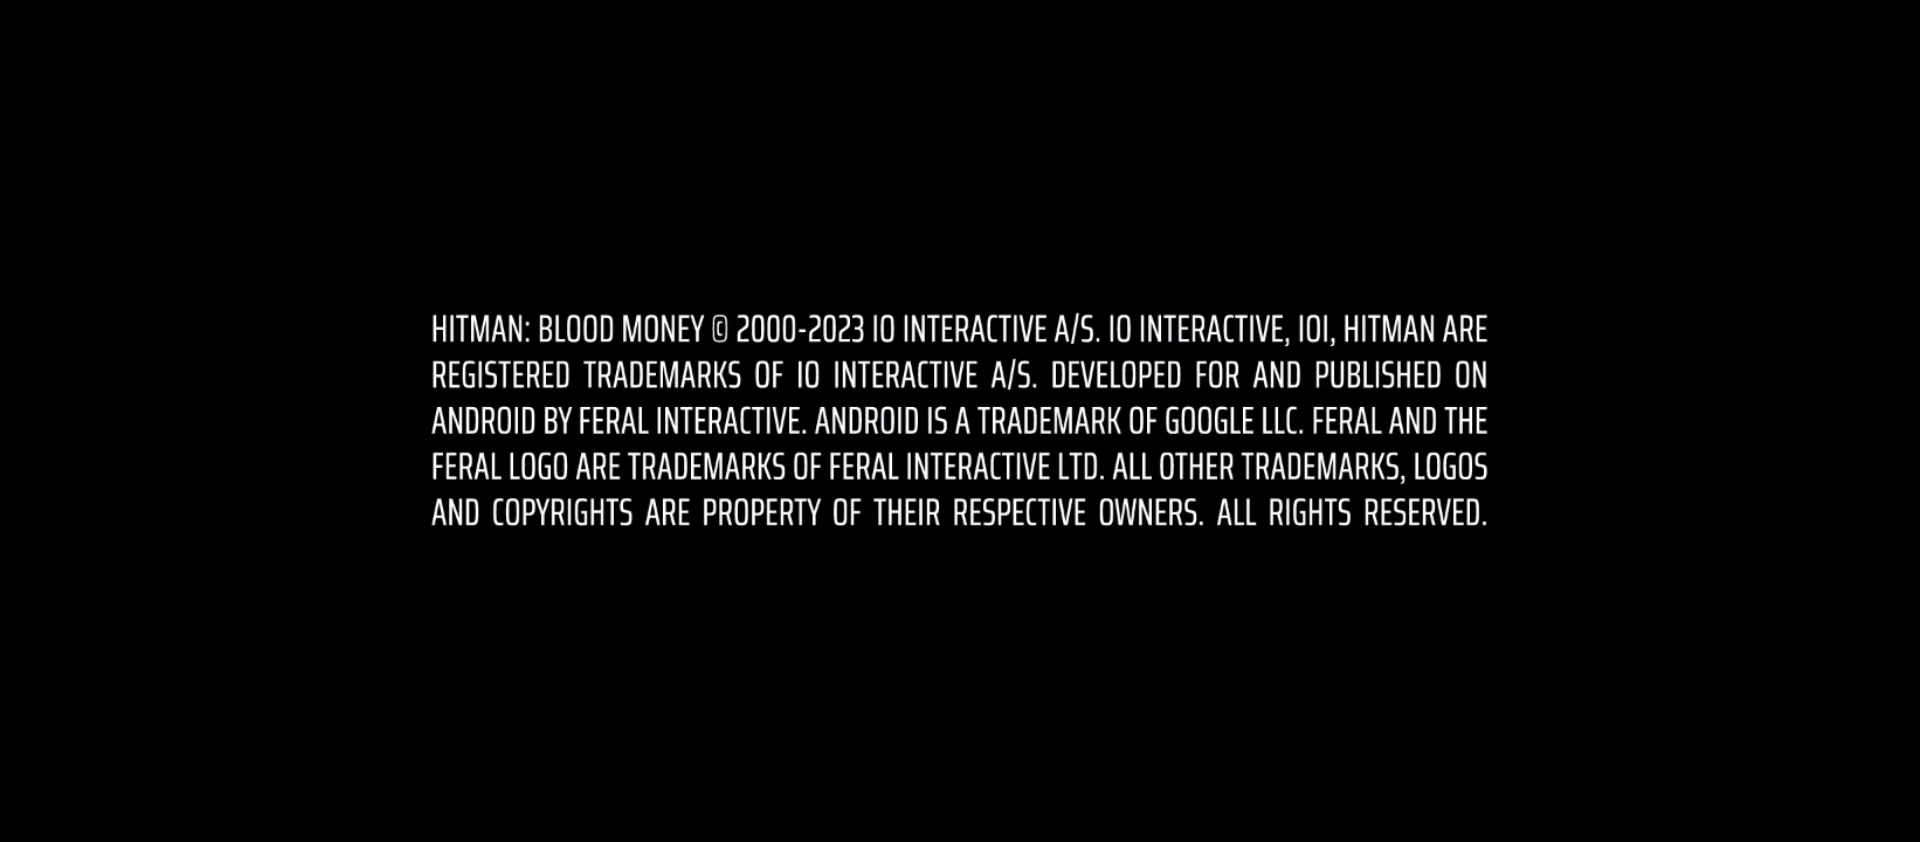 HITMAN: BLOOD MONEY © 2000-2023 IO INTERACTIVE A/S. IO INTERACTIVE, IOI, HITMAN ARE
REGISTERED TRADEMARKS OF IO INTERACTIVE A/S. DEVELOPED FOR AND PUBLISHED ON
ANDROID BY FERAL INTERACTIVE. ANDROID IS A TRADEMARK OF GOOGLE LLC. FERAL AND THE
FERAL LOGO ARE TRADEMARKS OF FERAL INTERACTIVE LTD. ALL OTHER TRADEMARKS, LOGOS
AND COPYRIGHTS ARE PROPERTY OF THEIR RESPECTIVE OWNERS. ALL RIGHTS RESERVED.